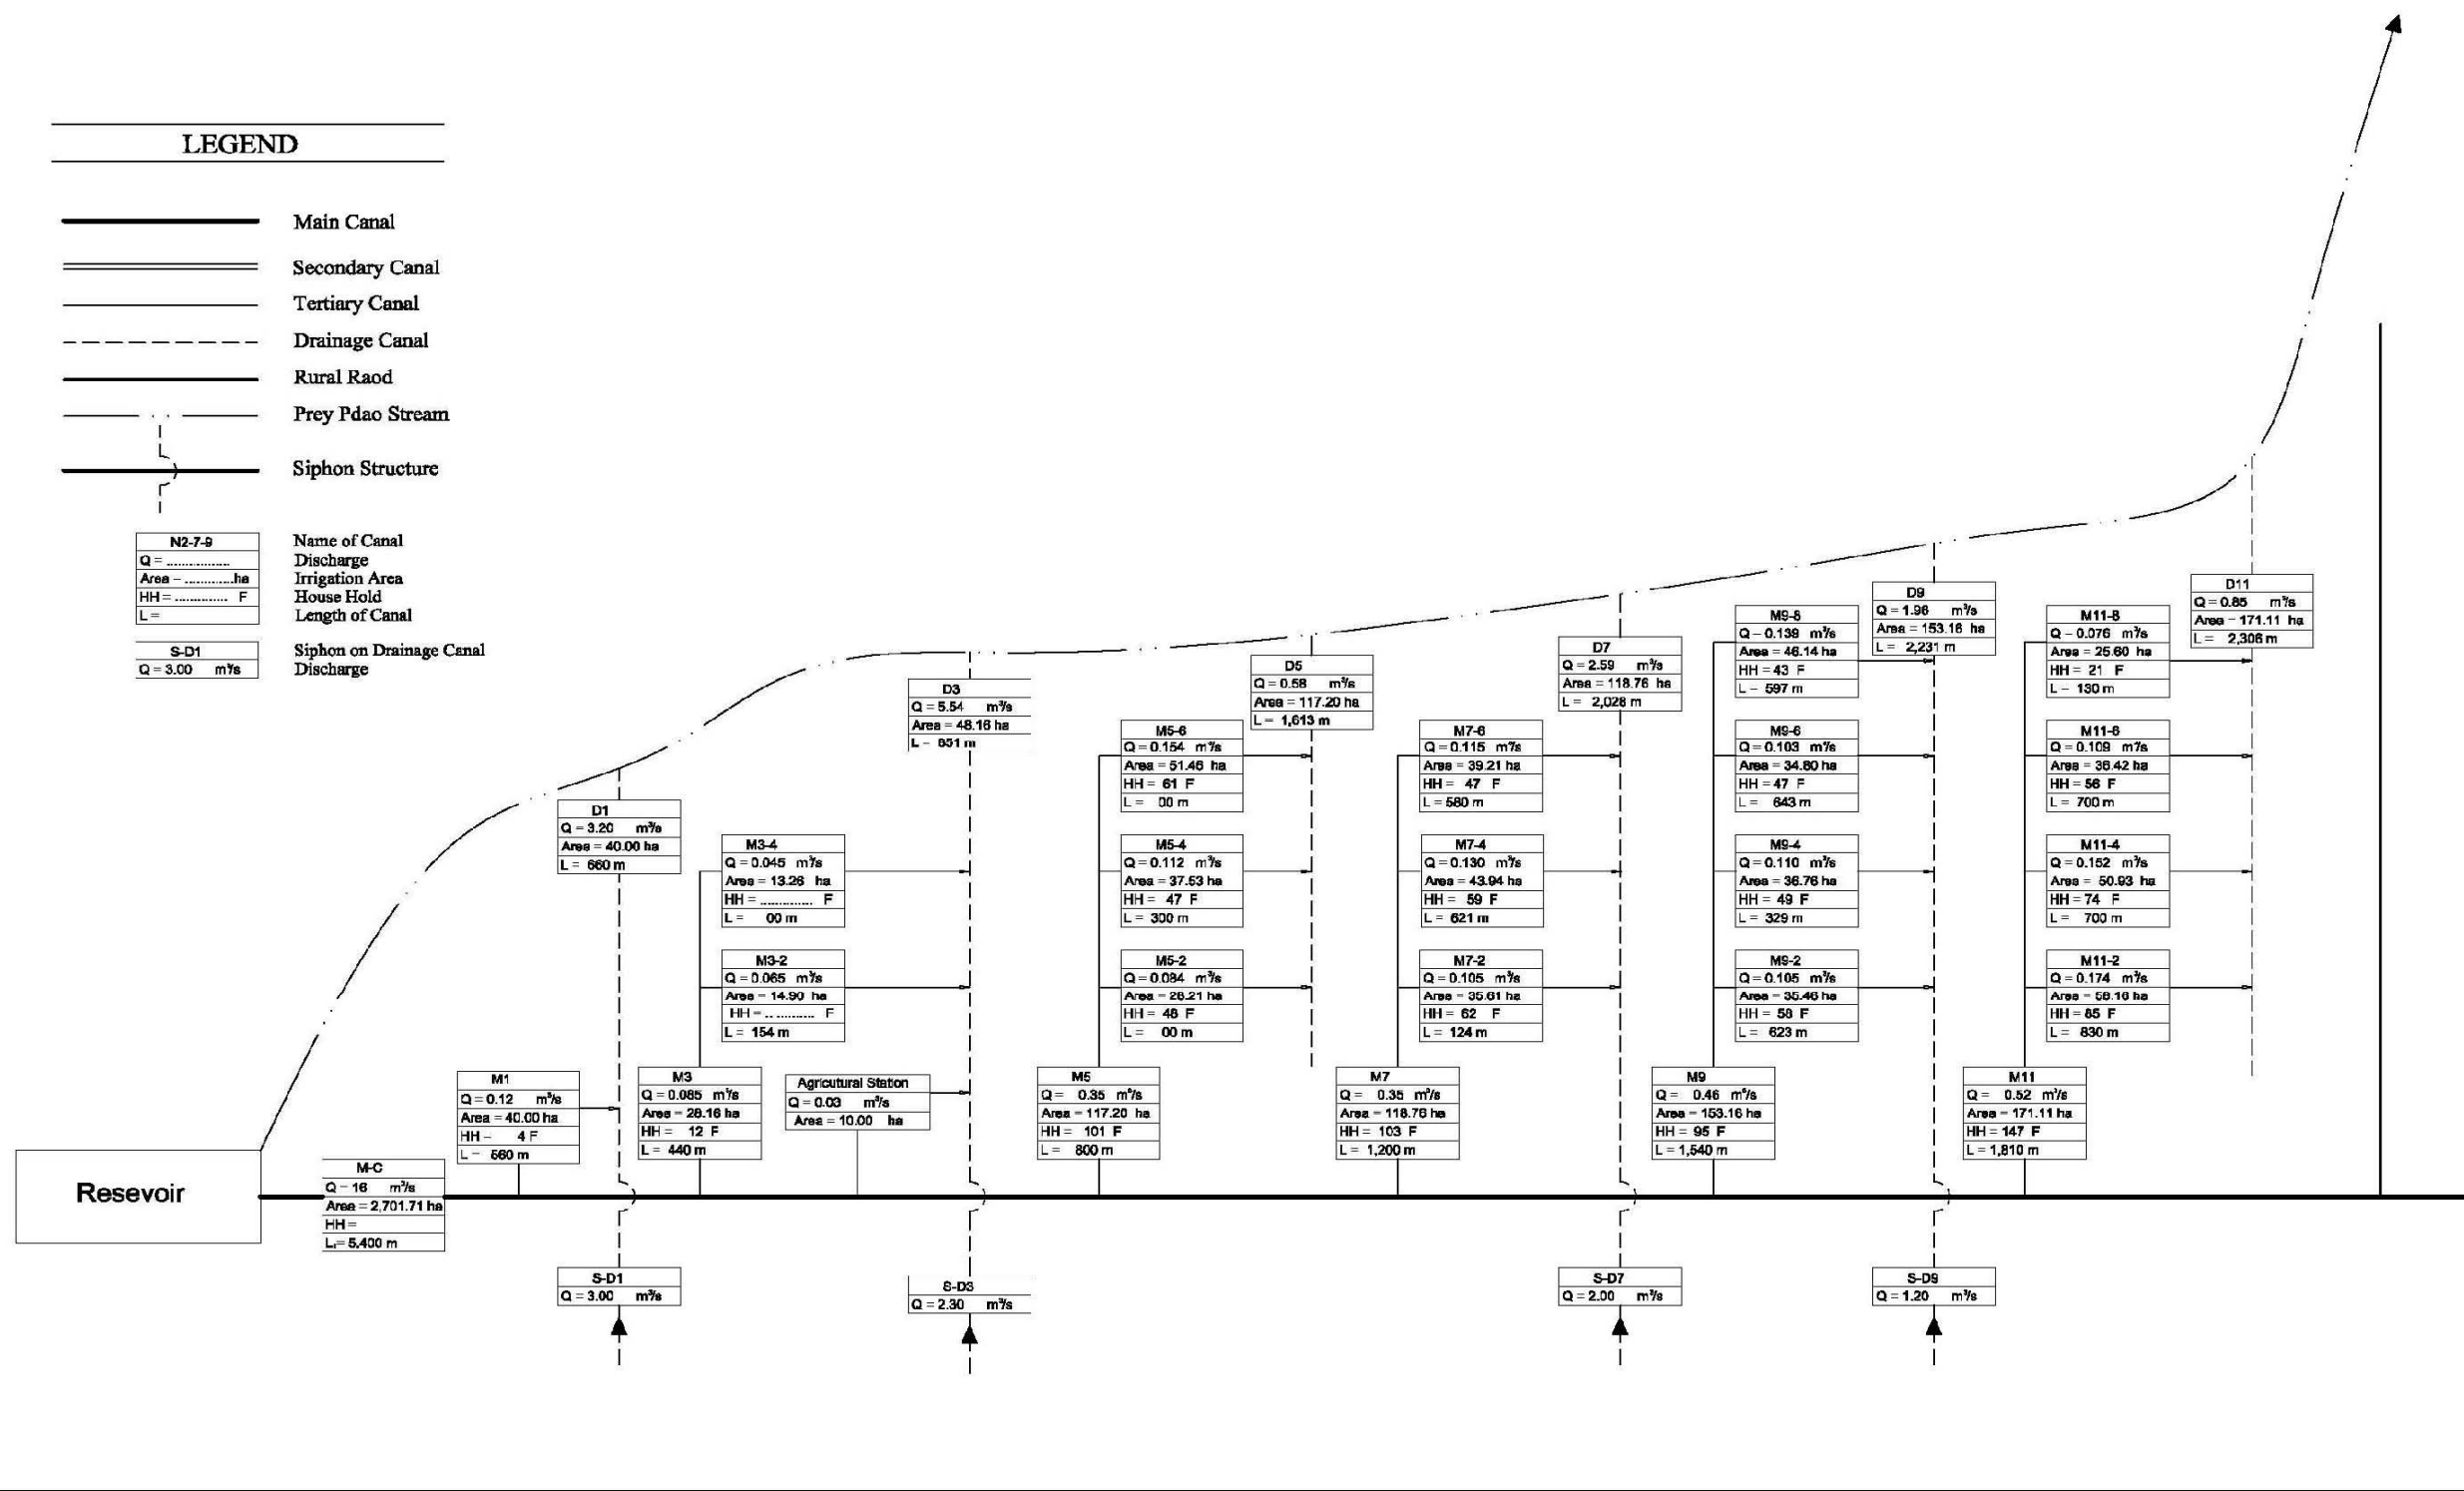 LEGEND
Main Canal
Secondary Canal
Tertiary Canal
Drainage Canal
Rural Raod
Prey Pdao Stream
Siphon Structure
N2-7-9
Q = ................
Area - .............ha
HH = .............. F
L =
Name of Canal
Discharge
Irrigation Area
House Hold
Length of Canal
S-D1
Q = 3.00 m³/s
Siphon on Drainage Canal
Discharge
D11
Q = 0.85 m³/s
Area - 171.11 ha
L = 2,306 m
D9
Q = 1.96 m³/s
Area = 153.16 ha
L = 2,231 m
M9-8
Q - 0.139 m³/s
Area = 46.14 ha
HH = 43 F
L - 597 m
M11-8
Q - 0.076 m³/s
Area = 25.60 ha
HH = 21 F
L - 130 m
D7
Q = 2.59 m³/s
Area = 118.76 ha
L = 2,028 m
D5
Q = 0.58 m³/s
Area = 117.20 ha
L - 1,613 m
D3
Q = 5.54 m³/s
Area = 48.16 ha
L - 851 m
M5-6
Q = 0.154 m³/s
Area = 51.46 ha
HH = 61 F
L = 00 m
M7-6
Q = 0.115 m³/s
Area = 39.21 ha
HH = 47 F
L = 580 m
M9-6
Q = 0.103 m³/s
Area = 34.80 ha
HH = 47 F
L = 643 m
M11-6
Q = 0.109 m³/s
Area = 36.42 ha
HH = 56 F
L = 700 m
D1
Q = 3.20 m³/s
Area = 40.00 ha
L = 660 m
M3-4
Q = 0.045 m³/s
Area = 13.26 ha
HH = .............. F
L = 00 m
M5-4
Q = 0.112 m³/s
Area = 37.53 ha
HH = 47 F
L = 300 m
M7-4
Q = 0.130 m³/s
Area = 43.94 ha
HH = 59 F
L = 621 m
M9-4
Q = 0.110 m³/s
Area = 36.76 ha
HH = 49 F
L = 329 m
M11-4
Q = 0.152 m³/s
Area = 50.93 ha
HH = 74 F
L = 700 m
M3-2
Q = 0.065 m³/s
Area - 14.90 ha
HH = .............. F
L = 154 m
M5-2
Q = 0.084 m³/s
Area - 28.21 ha
HH = 48 F
L = 00 m
M7-2
Q = 0.105 m³/s
Area - 35.61 ha
HH = 62 F
L = 124 m
M9-2
Q = 0.105 m³/s
Area - 35.46 ha
HH = 58 F
L = 623 m
M11-2
Q = 0.174 m³/s
Area - 58.16 ha
HH = 85 F
L = 830 m
M1
Q = 0.12 m³/s
Area = 40.00 ha
HH - 4 F
L - 560 m
M3
Q = 0.085 m³/s
Area = 28.16 ha
HH = 12 F
L = 440 m
Agricutural Station
Q = 0.03 m³/s
Area = 10.00 ha
M5
Q = 0.35 m³/s
Area = 117.20 ha
HH = 101 F
L = 800 m
M7
Q = 0.35 m³/s
Area = 118.76 ha
HH = 103 F
L = 1,200 m
M9
Q = 0.46 m³/s
Area = 153.16 ha
HH = 95 F
L = 1,540 m
M11
Q = 0.52 m³/s
Area = 171.11 ha
HH = 147 F
L = 1,810 m
Resevoir
M-C
Q - 16 m³/s
Area = 2,701.71 ha
HH =
L = 5,400 m
S-D1
Q = 3.00 m³/s
S-D3
Q = 2.30 m³/s
S-D7
Q = 2.00 m³/s
S-D9
Q = 1.20 m³/s